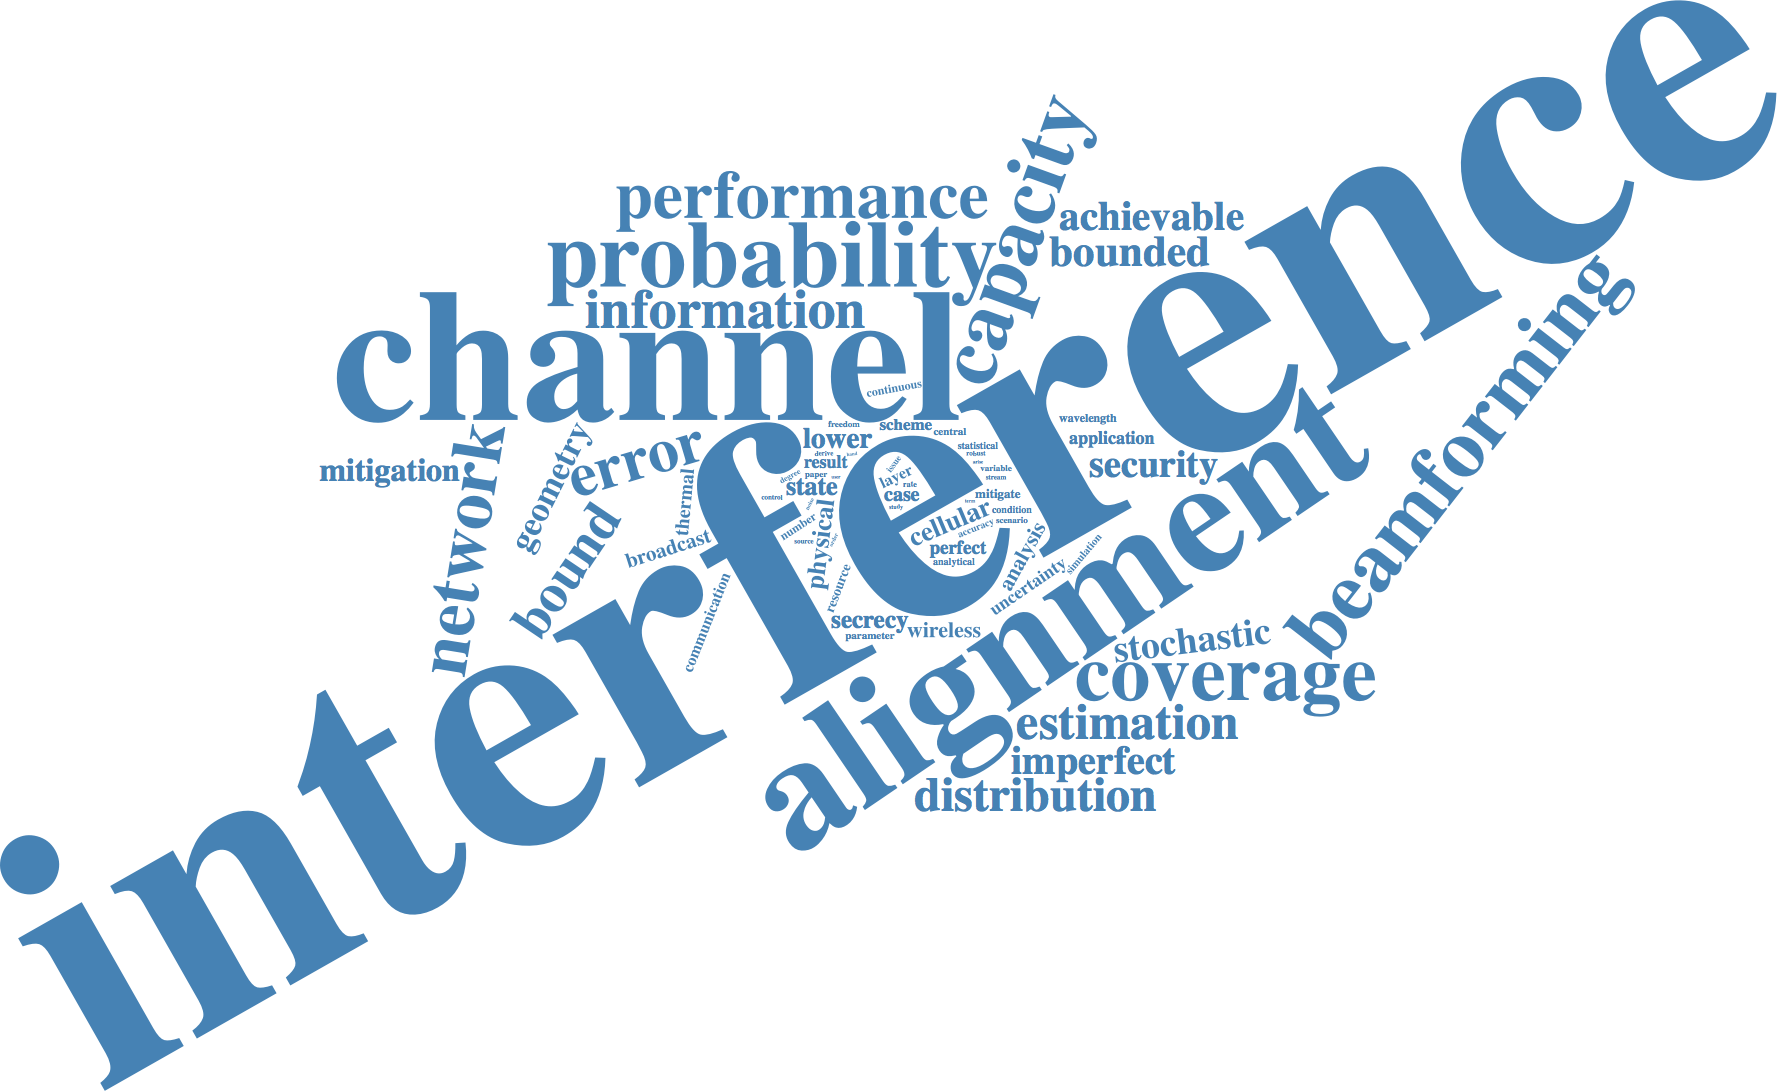 performance
capacity
achievable
probability
bounded
information
channel
interference
continuous
beamforming
freedom
scheme
central
wavelength
lower
application
network
geometry
error
statistical
robust
mitigation
derive
result
issue
layer
variable
security
paper
degree
stream
rate
thermal
state
case
mitigate
control
study
term
physical
number
cellular
condition
scenario
accuracy
bound
broadcast
source
perfect
analysis
analytical
simulation
uncertainty
resource
communication
secrecy
wireless
parameter
alignment
stochastic
coverage
estimation
imperfect
distribution